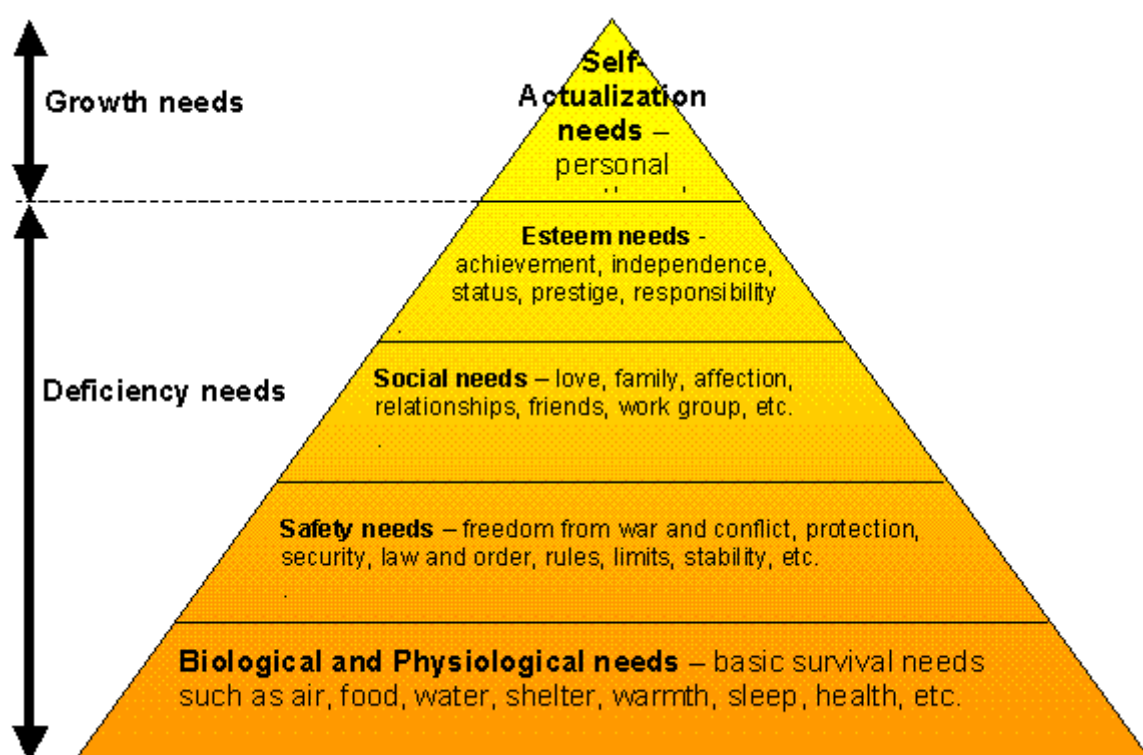 Growth needs
Self-
Actualization
needs –
personal
Esteem needs -
achievement, independence,
status, prestige, responsibility
Deficiency needs
Social needs – love, family, affection,
relationships, friends, work group, etc.
Safety needs – freedom from war and conflict, protection,
security, law and order, rules, limits, stability, etc.
Biological and Physiological needs – basic survival needs
such as air, food, water, shelter, warmth, sleep, health, etc.